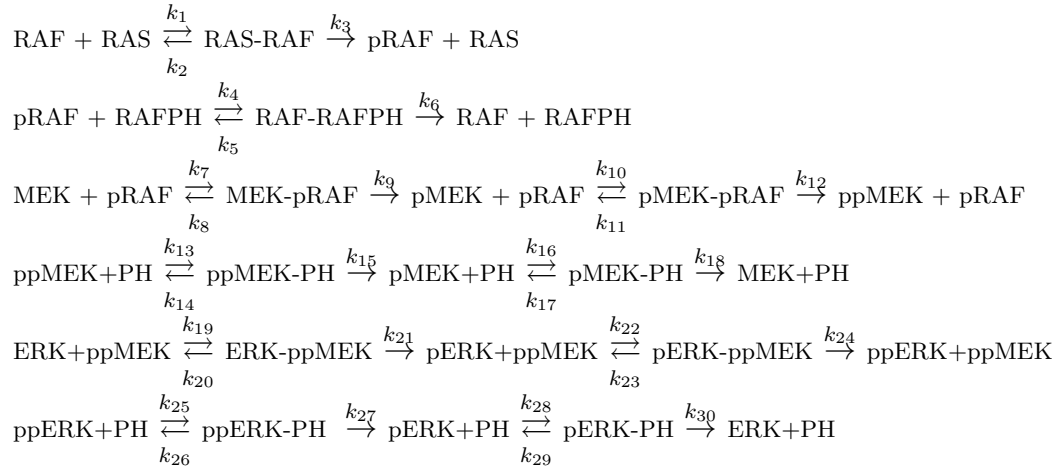 RAF + RAS ⇌ RAS-RAF → pRAF + RAS k₁ k₂ k₃
pRAF + RAFPH ⇌ RAF-RAFPH → RAF + RAFPH k₄ k₅ k₆
MEK + pRAF ⇌ MEK-pRAF → pMEK + pRAF ⇌ pMEK-pRAF → ppMEK + pRAF k₇ k₈ k₉ k₁₀ k₁₁ k₁₂
ppMEK+PH ⇌ ppMEK-PH → pMEK+PH ⇌ pMEK-PH → MEK+PH k₁₃ k₁₄ k₁₅ k₁₆ k₁₇ k₁₈
ERK+ppMEK ⇌ ERK-ppMEK → pERK+ppMEK ⇌ pERK-ppMEK → ppERK+ppMEK k₁₉ k₂₀ k₂₁ k₂₂ k₂₃ k₂₄
ppERK+PH ⇌ ppERK-PH → pERK+PH ⇌ pERK-PH → ERK+PH k₂₅ k₂₆ k₂₇ k₂₈ k₂₉ k₃₀